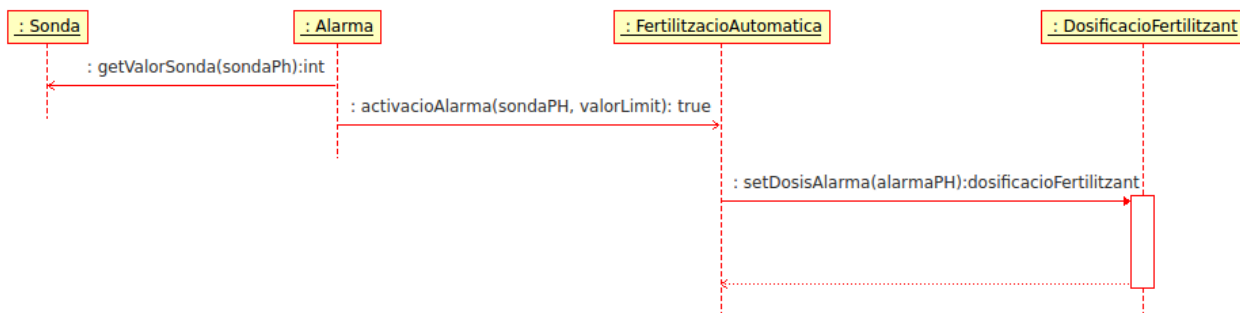 : Sonda
: Alarma
: FertilitzacioAutomatica
: DosificacioFertilitzant
: getValorSonda(sondaPh):int
: activacioAlarma(sondaPH, valorLimit): true
: setDosisAlarma(alarmaPH):dosificacioFertilitzant